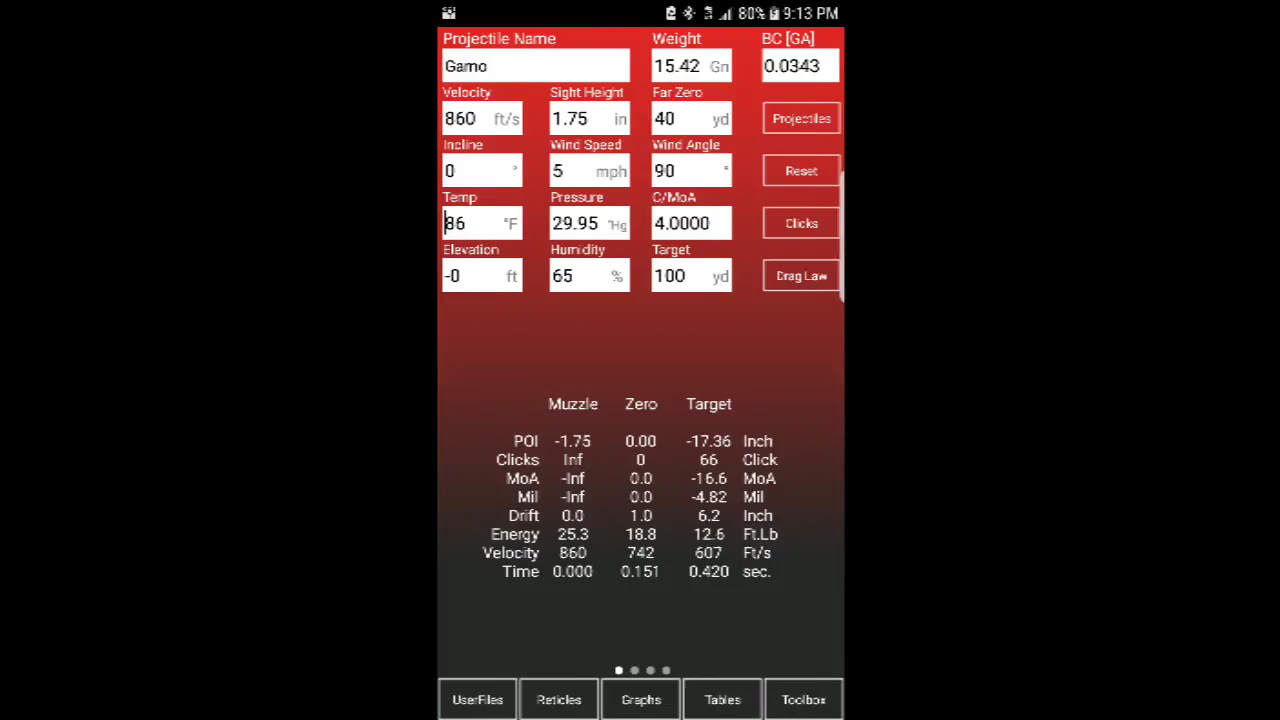 80% 9:13 PM
Projectile Name Weight BC [GA]
Gamo 15.42 Gn 0.0343
Velocity Sight Height Far Zero
860 ft/s 1.75 in 40 yd Projectiles
Incline Wind Speed Wind Angle
0 ° 5 mph 90 ° Reset
Temp Pressure C/MoA
86 °F 29.95 "Hg 4.0000 Clicks
Elevation Humidity Target
-0 ft 65 % 100 yd Drag Law
Muzzle Zero Target
POI -1.75 0.00 -17.36 Inch
Clicks Inf 0 66 Click
MoA -Inf 0.0 -16.6 MoA
Mil -Inf 0.0 -4.82 Mil
Drift 0.0 1.0 6.2 Inch
Energy 25.3 18.8 12.6 Ft.Lb
Velocity 860 742 607 Ft/s
Time 0.000 0.151 0.420 sec.
UserFiles Reticles Graphs Tables Toolbox